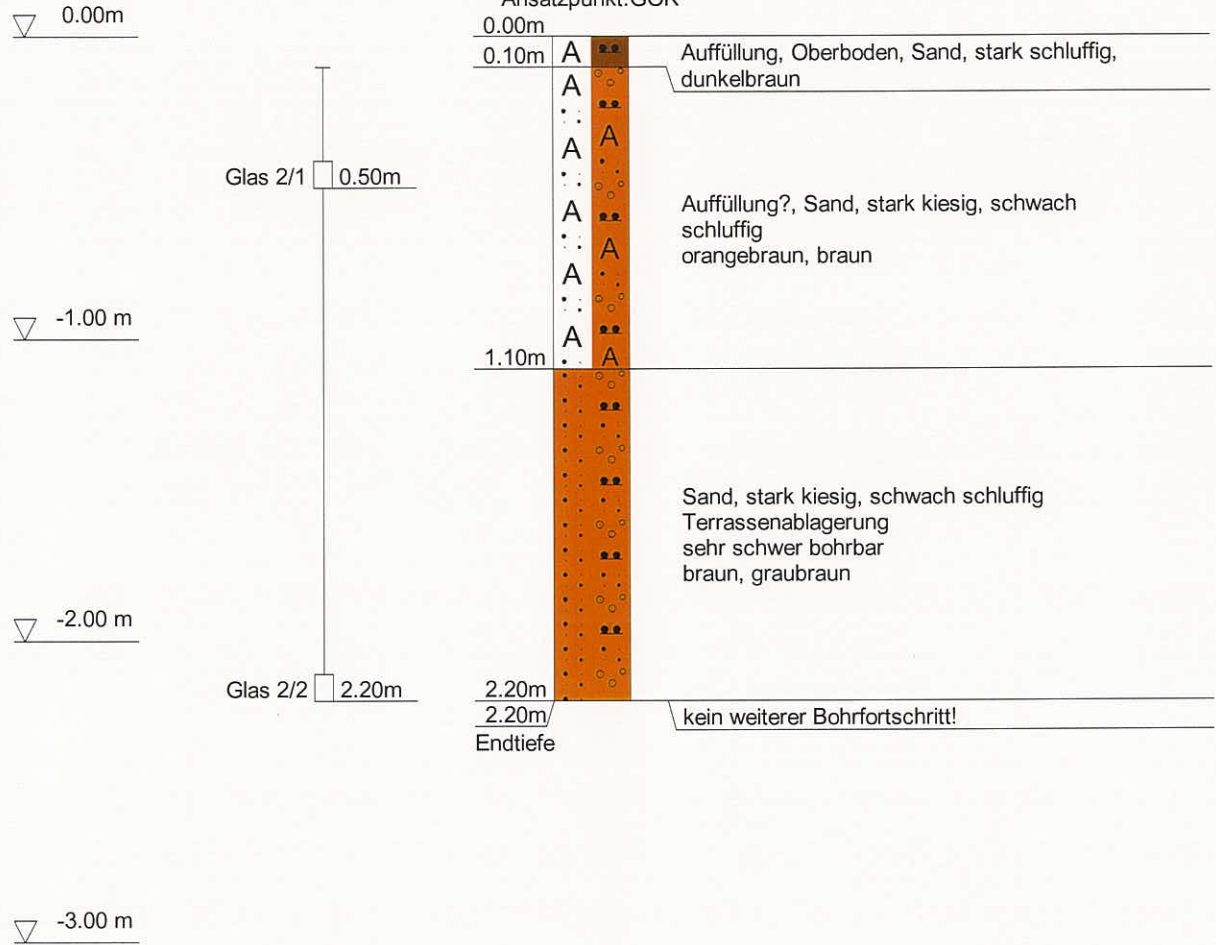 Ansatzpunkt:GOK
0.00m
0.00m
0.10m
A
Auffüllung, Oberboden, Sand, stark schluffig,
dunkelbraun
A
A
A
Glas 2/1 0.50m
A
Auffüllung?, Sand, stark kiesig, schwach
schluffig
orangebraun, braun
A
A
-1.00 m
A
1.10m
A
Sand, stark kiesig, schwach schluffig
Terrassenablagerung
sehr schwer bohrbar
braun, graubraun
-2.00 m
Glas 2/2 2.20m
2.20m
2.20m
kein weiterer Bohrfortschritt!
Endtiefe
-3.00 m